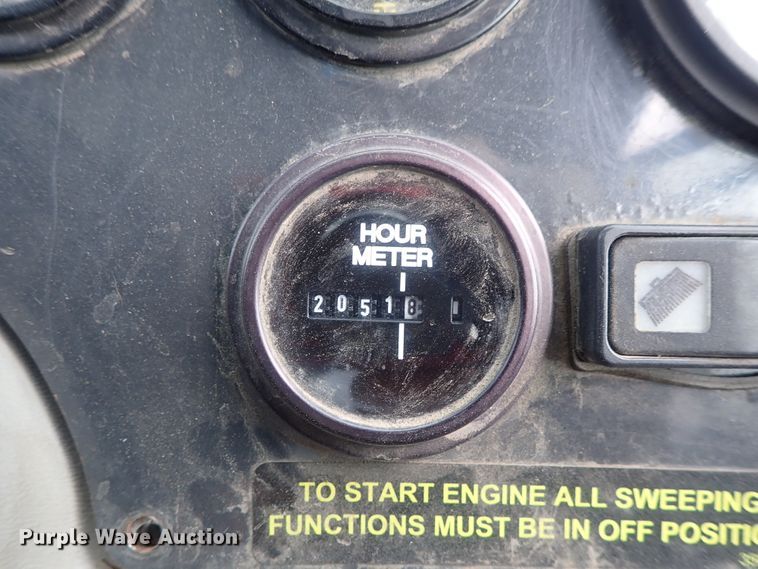 HOUR
METER
20518
TO START ENGINE ALL SWEEPING
FUNCTIONS MUST BE IN OFF POSITIO
Purple Wave Auction